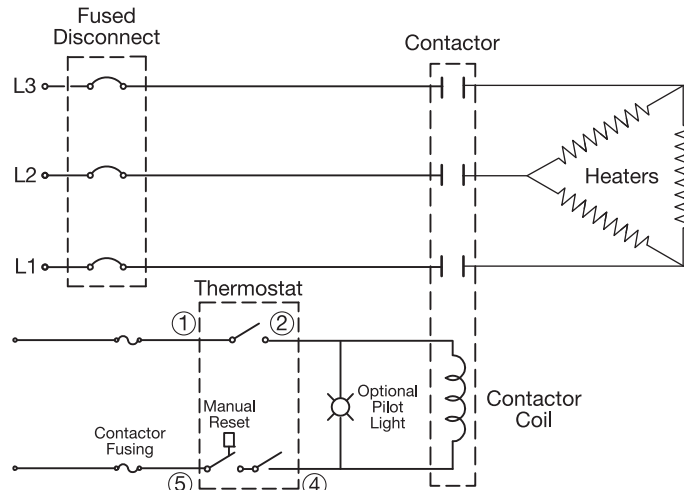 Fused
Disconnect
Contactor
L3
L2
Heaters
L1
Thermostat
① ②
Optional
Pilot
Light
Manual
Reset
Contactor
Coil
Contactor
Fusing
⑤ ④